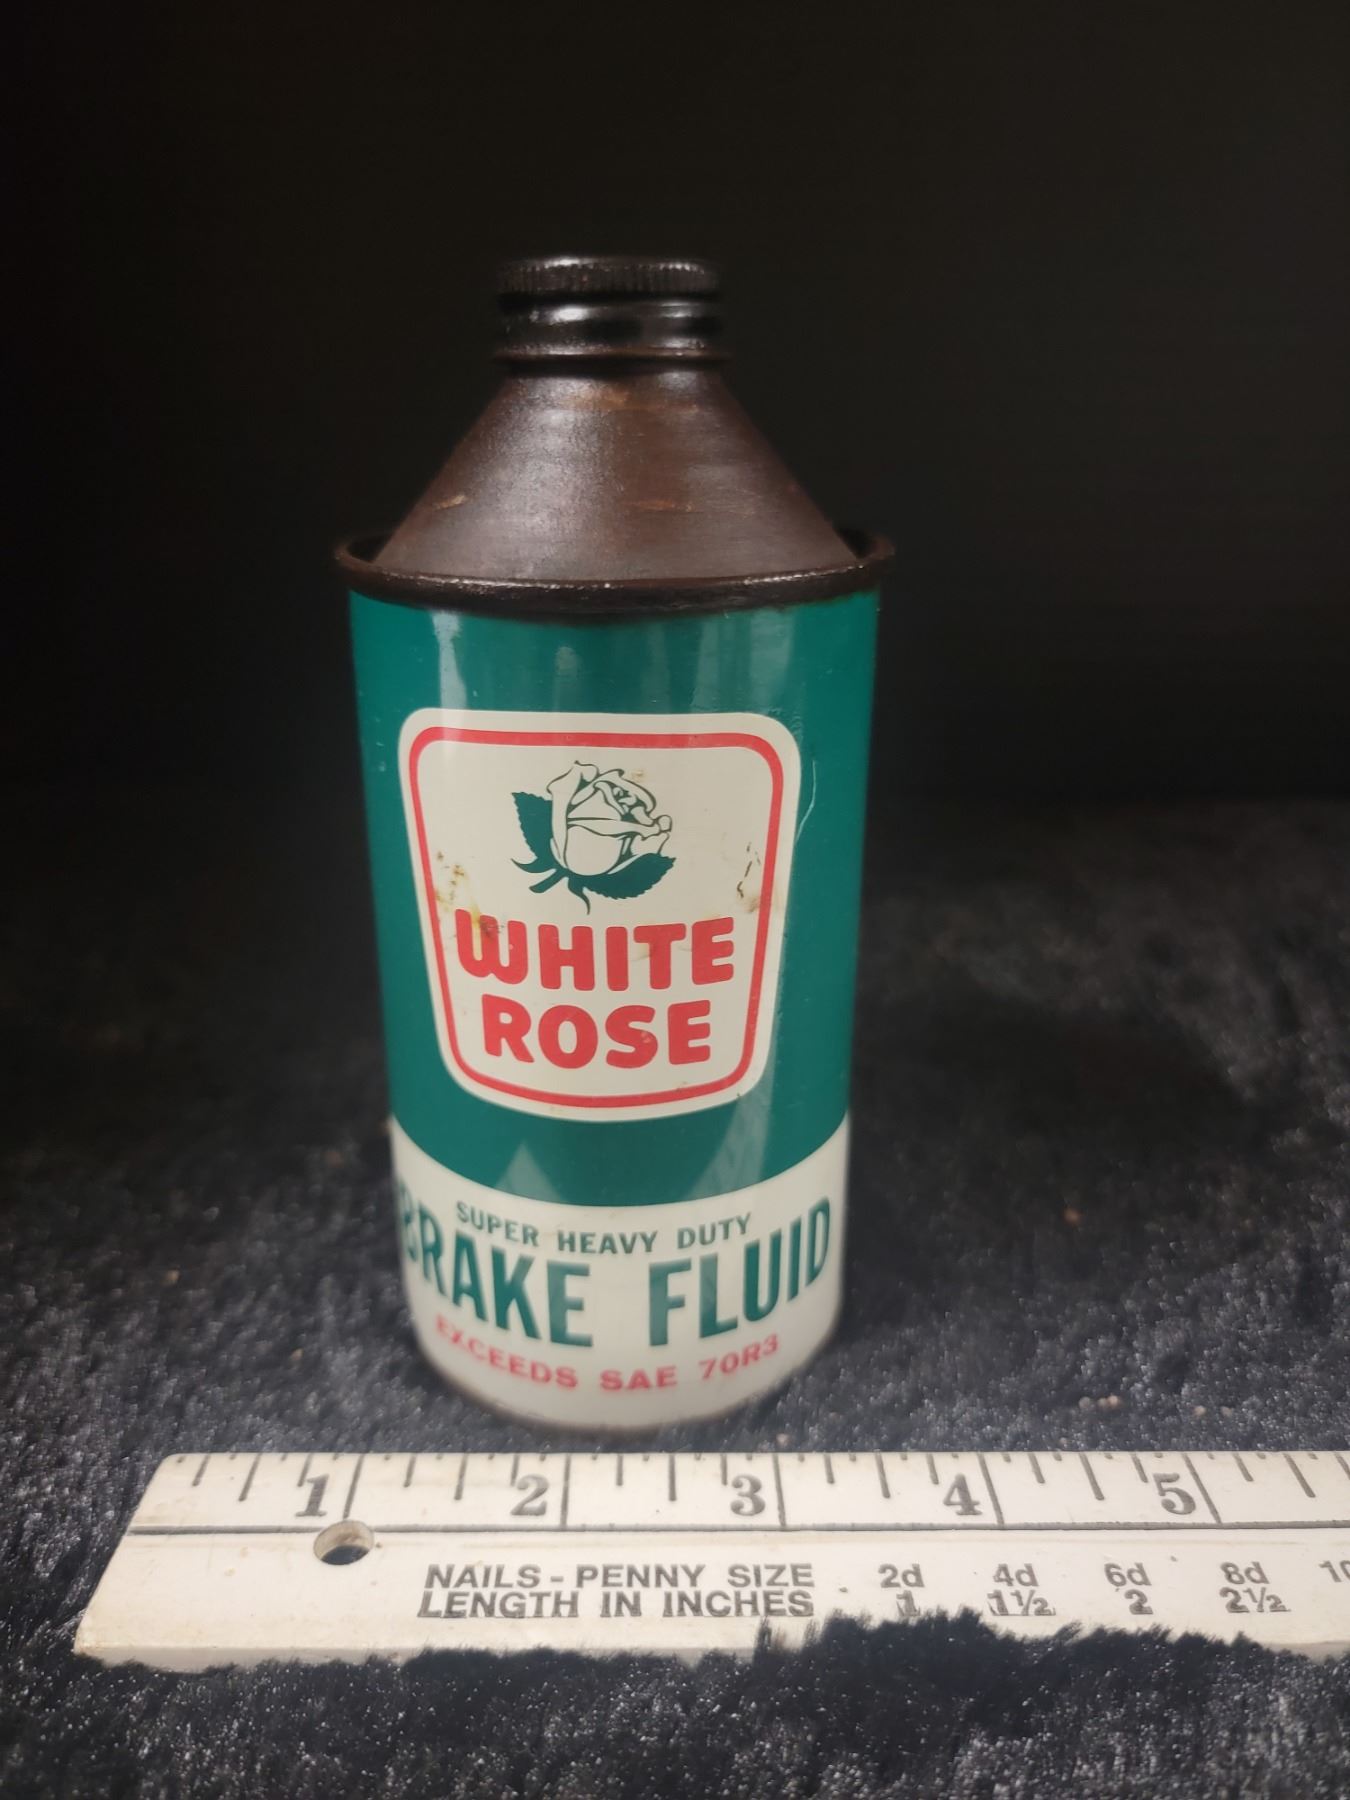 WHITE
ROSE
SUPER HEAVY DUTY
BRAKE FLUID
EXCEEDS SAE 70R3
1 2 3 4 5
NAILS - PENNY SIZE 2d 4d 6d 8d 10
LENGTH IN INCHES 1 1½ 2 2½